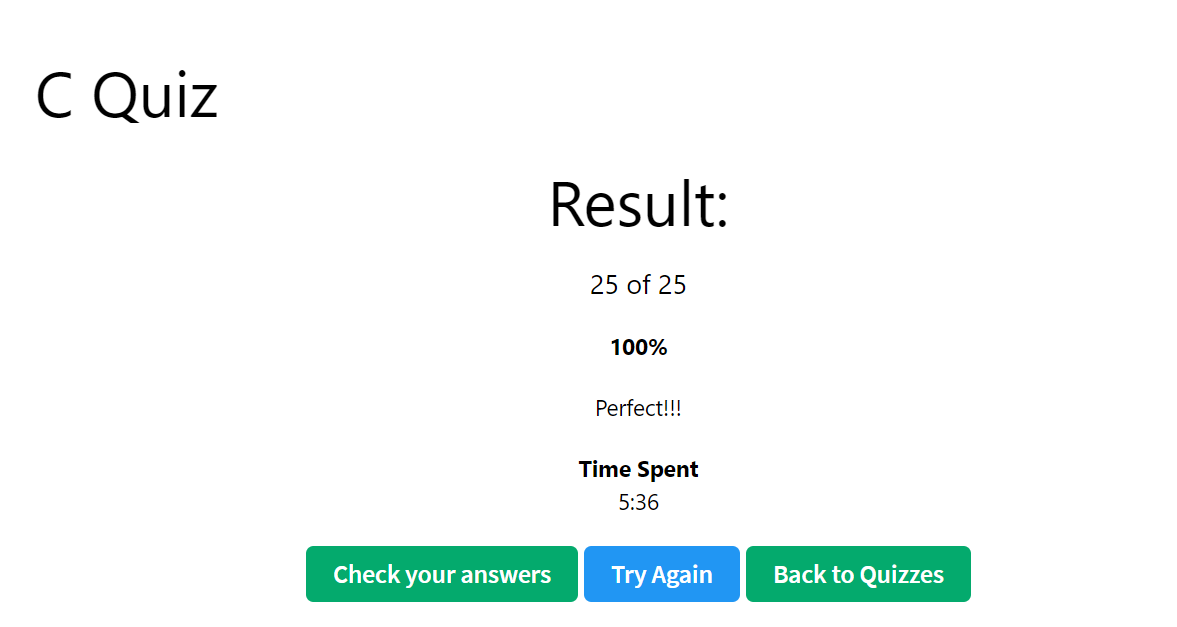 C Quiz
Result:
25 of 25
100%
Perfect!!!
Time Spent
5:36
Check your answers
Try Again
Back to Quizzes